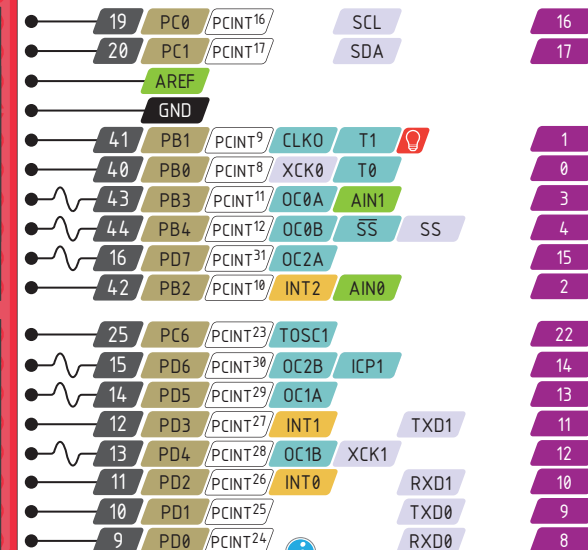 19 PC0 PCINT16 SCL 16
20 PC1 PCINT17 SDA 17
AREF
GND
41 PB1 PCINT9 CLKO T1 1
40 PB0 PCINT8 XCK0 T0 0
43 PB3 PCINT11 OC0A AIN1 3
44 PB4 PCINT12 OC0B S̅S̅ SS 4
16 PD7 PCINT31 OC2A 15
42 PB2 PCINT10 INT2 AIN0 2
25 PC6 PCINT23 TOSC1 22
15 PD6 PCINT30 OC2B ICP1 14
14 PD5 PCINT29 OC1A 13
12 PD3 PCINT27 INT1 TXD1 11
13 PD4 PCINT28 OC1B XCK1 12
11 PD2 PCINT26 INT0 RXD1 10
10 PD1 PCINT25 TXD0 9
9 PD0 PCINT24 RXD0 8